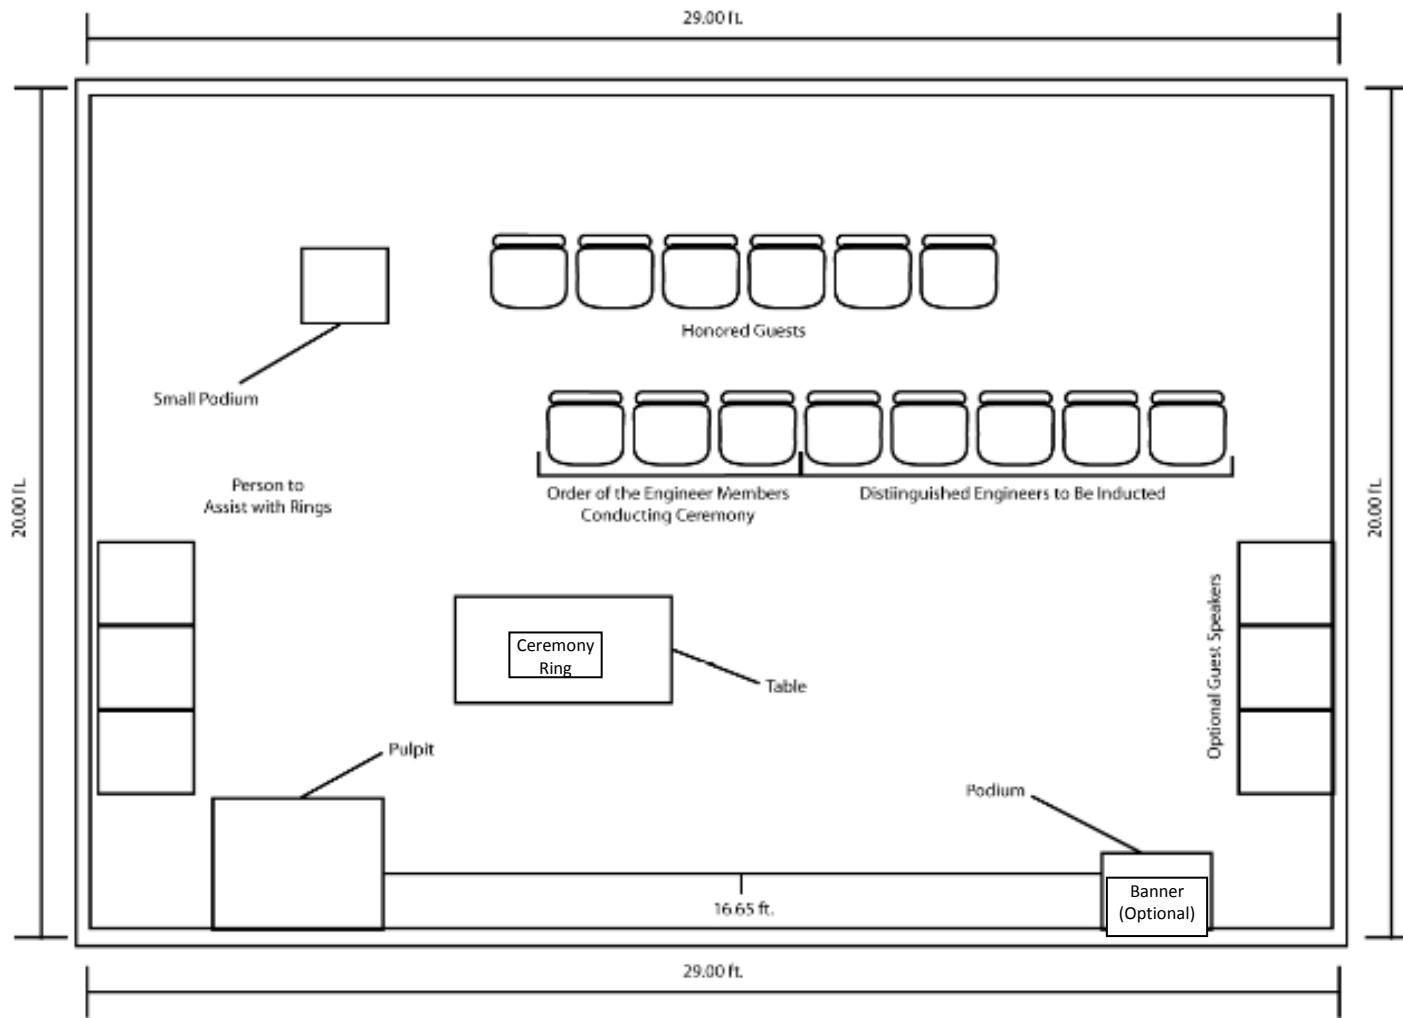 29.00 ft.
20.00 ft.
20.00 ft.
Honored Guests
Small Podium
Person to
Assist with Rings
Order of the Engineer Members
Conducting Ceremony
Distiinguished Engineers to Be Inducted
Optional Guest Speakers
Ceremony
Ring
Table
Pulpit
Podium
Banner
(Optional)
16.65 ft.
29.00 ft.